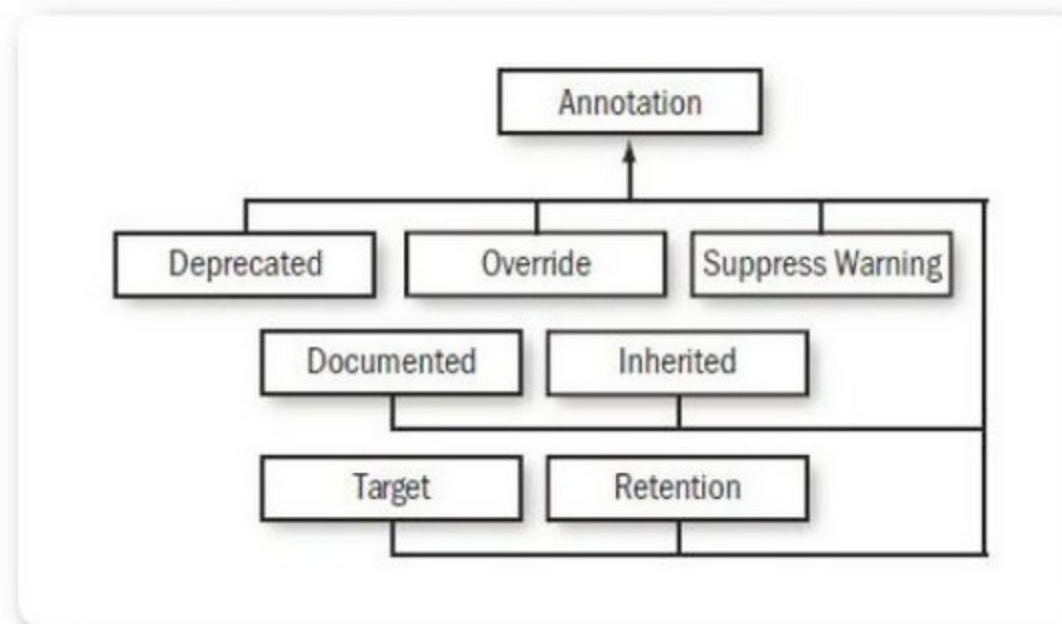 Annotation
Deprecated
Override
Suppress Warning
Documented
Inherited
Target
Retention